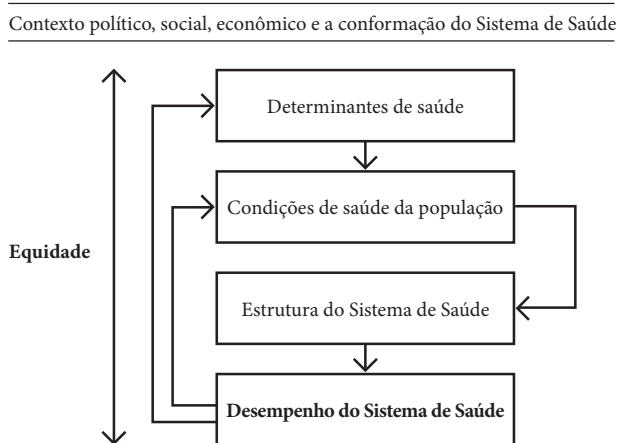 Contexto político, social, econômico e a conformação do Sistema de Saúde
Determinantes de saúde
Condições de saúde da população
Equidade
Estrutura do Sistema de Saúde
Desempenho do Sistema de Saúde